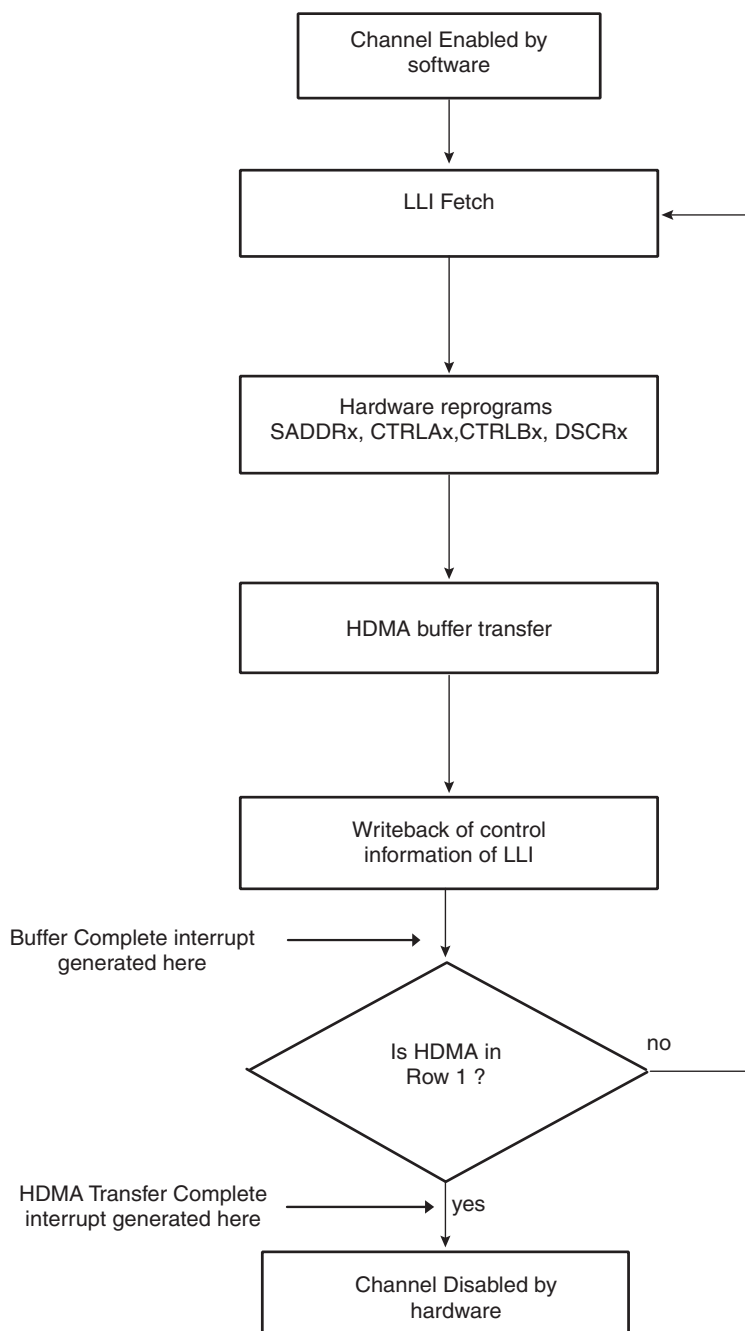 Channel Enabled by
software
LLI Fetch
Hardware reprograms
SADDRx, CTRLAx,CTRLBx, DSCRx
HDMA buffer transfer
Writeback of control
information of LLI
Buffer Complete interrupt
generated here
Is HDMA in
Row 1 ?
no
HDMA Transfer Complete
interrupt generated here
yes
Channel Disabled by
hardware